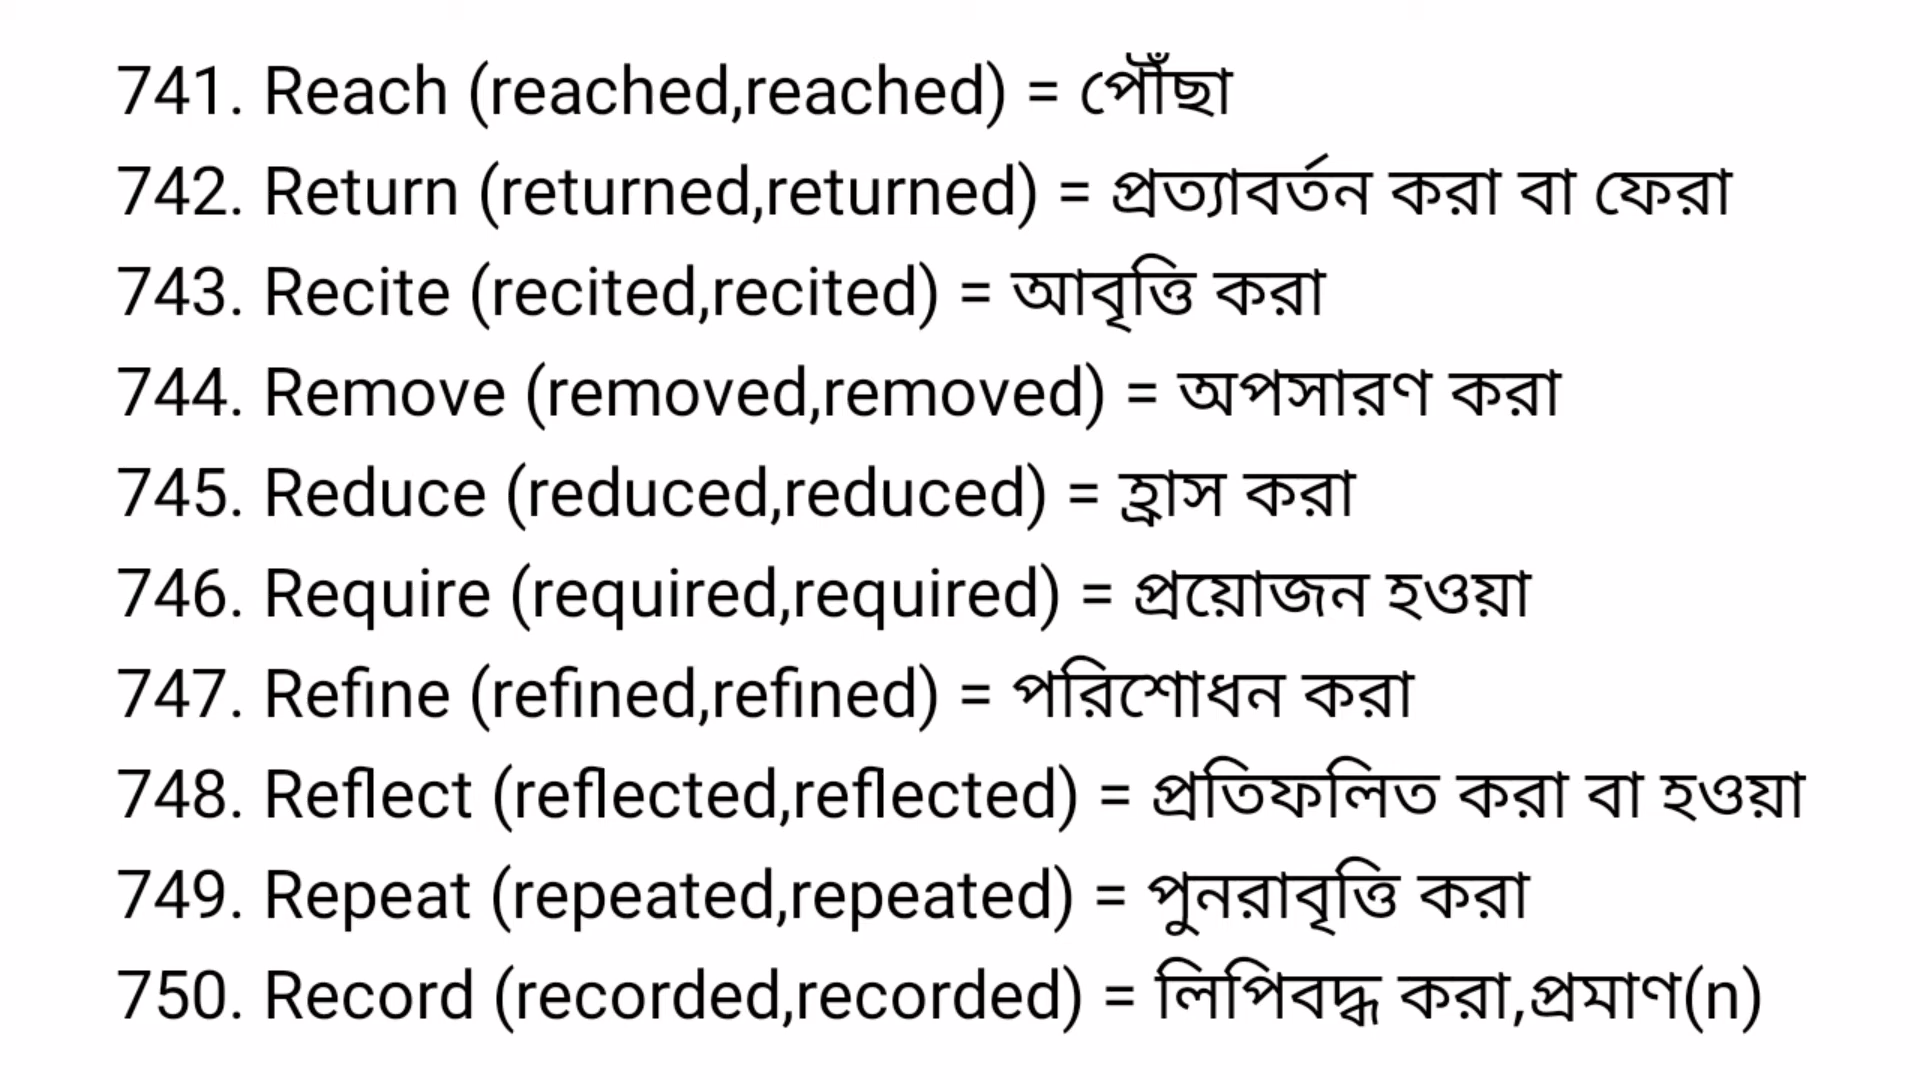 741. Reach (reached,reached) = পৌঁছা
742. Return (returned,returned) = প্রত্যাবর্তন করা বা ফেরা
743. Recite (recited,recited) = আবৃত্তি করা
744. Remove (removed,removed) = অপসারণ করা
745. Reduce (reduced,reduced) = হ্রাস করা
746. Require (required,required) = প্রয়োজন হওয়া
747. Refine (refined,refined) = পরিশোধন করা
748. Reflect (reflected,reflected) = প্রতিফলিত করা বা হওয়া
749. Repeat (repeated,repeated) = পুনরাবৃত্তি করা
750. Record (recorded,recorded) = লিপিবদ্ধ করা,প্রমাণ(n)